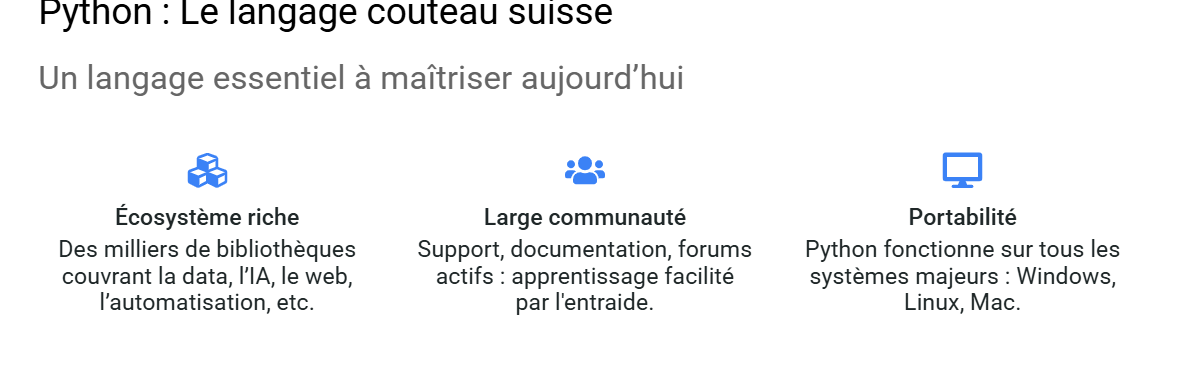 Python : Le langage couteau suisse
Un langage essentiel à maîtriser aujourd’hui
Écosystème riche
Des milliers de bibliothèques
couvrant la data, l’IA, le web,
l’automatisation, etc.
Large communauté
Support, documentation, forums
actifs : apprentissage facilité
par l'entraide.
Portabilité
Python fonctionne sur tous les
systèmes majeurs : Windows,
Linux, Mac.